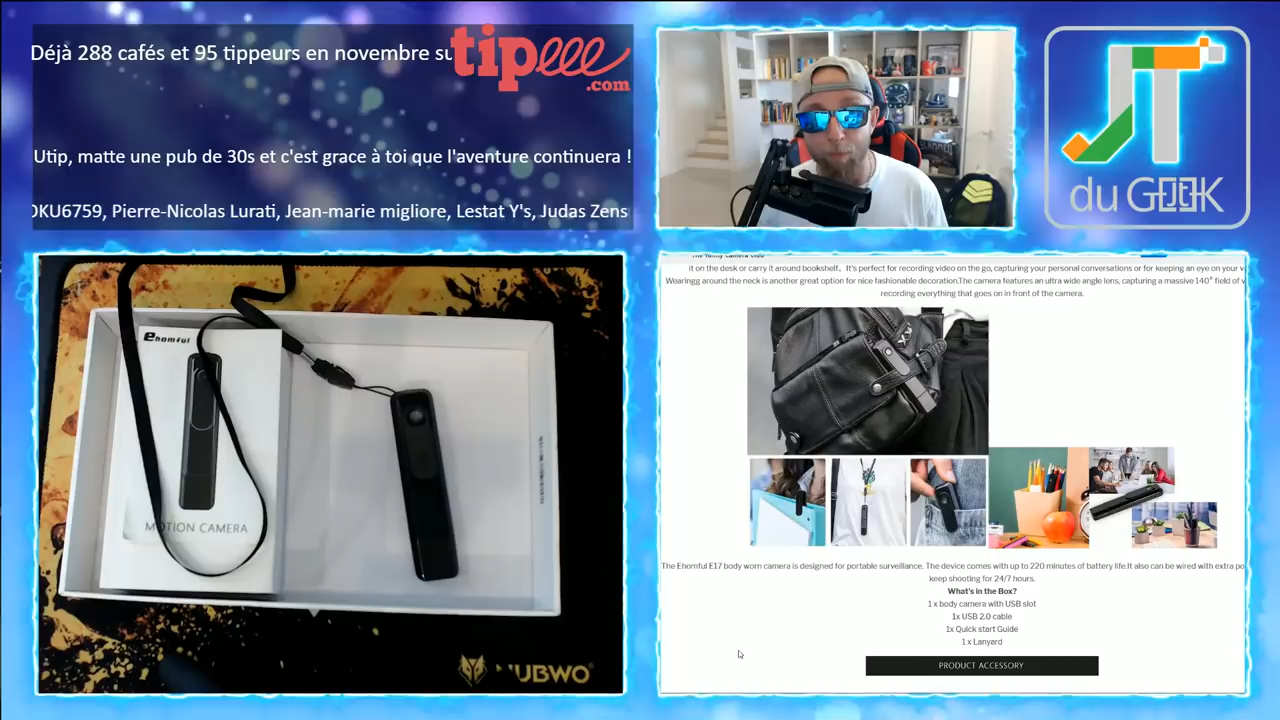 Déjà 288 cafés et 95 tippeurs en novembre su
tipeee
.com
Utip, matte une pub de 30s et c'est grace à toi que l'aventure continuera !
OKU6759, Pierre-Nicolas Lurati, Jean-marie migliore, Lestat Y's, Judas Zens
JT
du GEEK
Ehomful
MOTION CAMERA
NUBWO
it on the desk or carry it around bookshelf, It's perfect for recording video on the go, capturing your personal conversations or for keeping an eye on your v
Wearingg around the neck is another great option for nice fashionable decoration.The camera features an ultra wide angle lens, capturing a massive 140° field of v
recording everything that goes on in front of the camera.
The Ehomful E17 body worn camera is designed for portable surveillance. The device comes with up to 220 minutes of battery life.It also can be wired with extra po
keep shooting for 24/7 hours.
What's in the Box?
1 x body camera with USB slot
1x USB 2.0 cable
1x Quick start Guide
1 x Lanyard
PRODUCT ACCESSORY